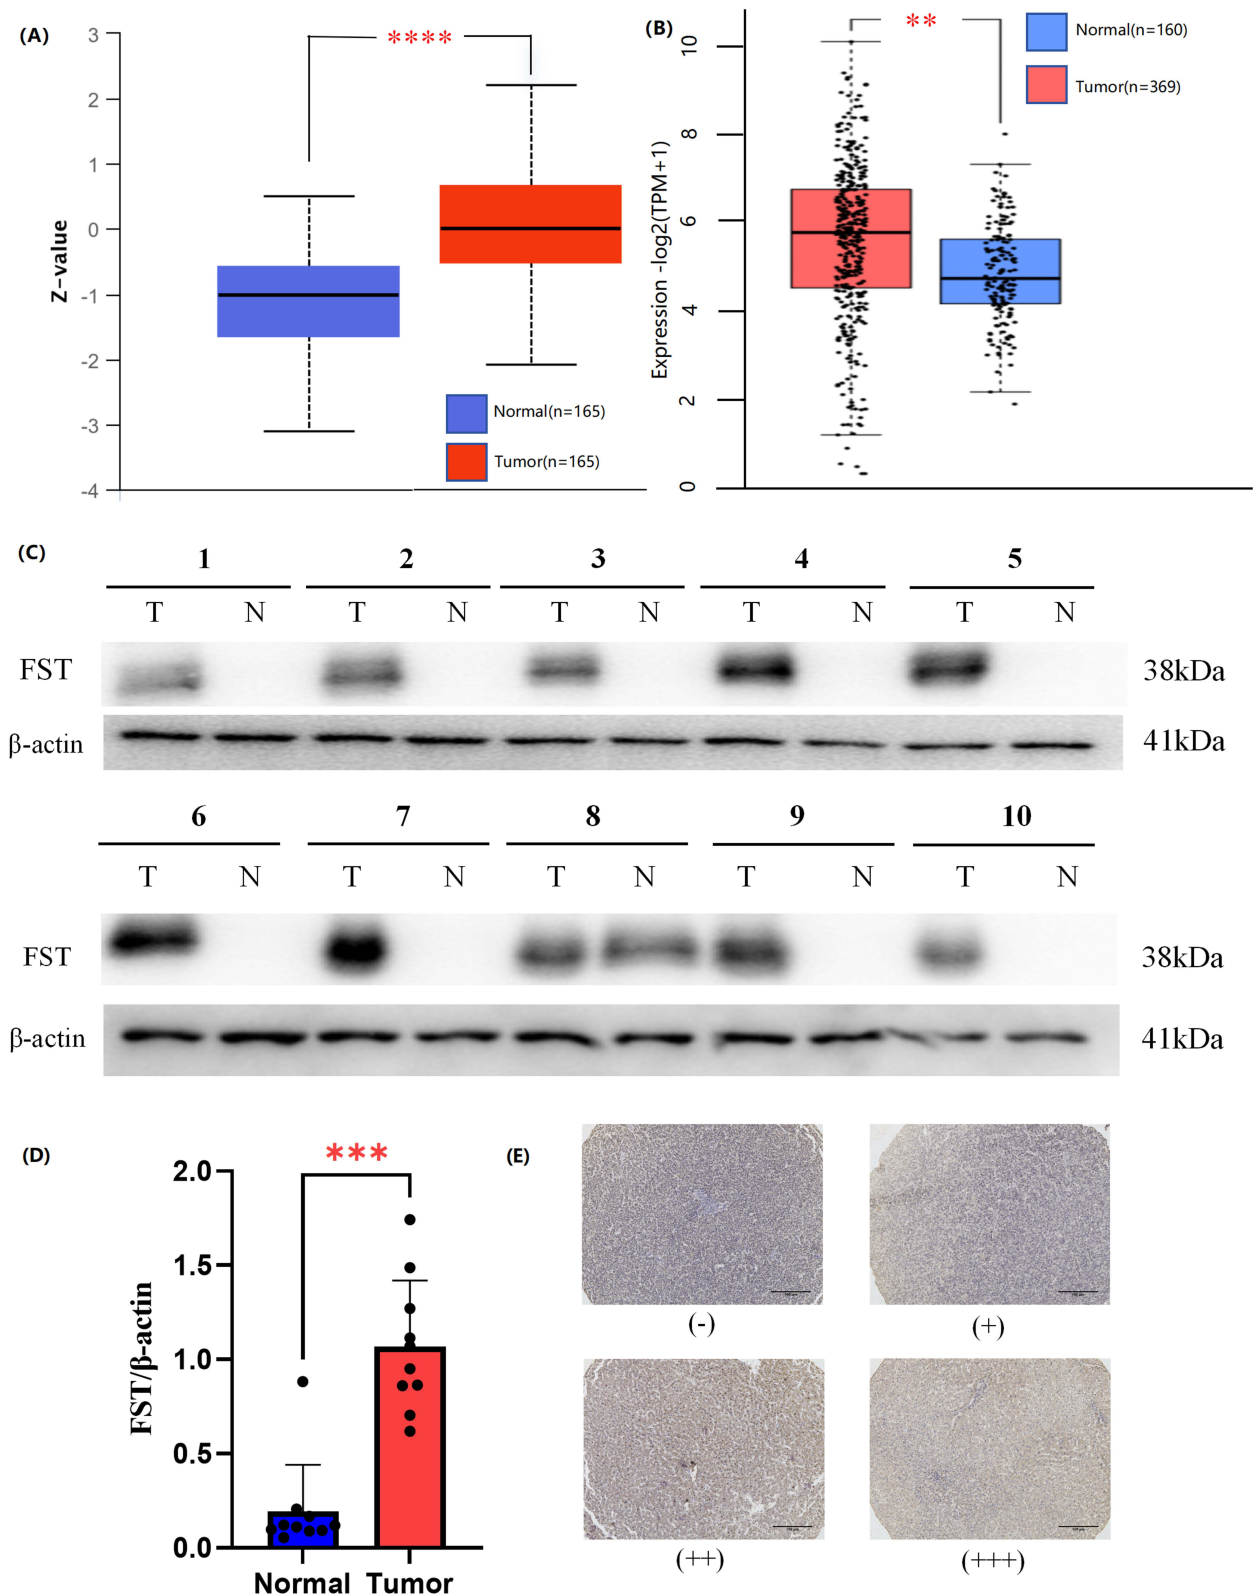 (A)
3
2
1
0
-1
-2
-3
-4
Z-value
****
Normal(n=165)
Tumor(n=165)
(B)
10
8
6
4
2
0
Expression -log2(TPM+1)
**
Normal(n=160)
Tumor(n=369)
(C)
1 2 3 4 5
T N T N T N T N T N
FST 38kDa
β-actin 41kDa
6 7 8 9 10
T N T N T N T N T N
FST 38kDa
β-actin 41kDa
(D)
***
2.0
1.5
1.0
0.5
0.0
FST/β-actin
Normal Tumor
(E)
(-) (+)
(++) (+++)